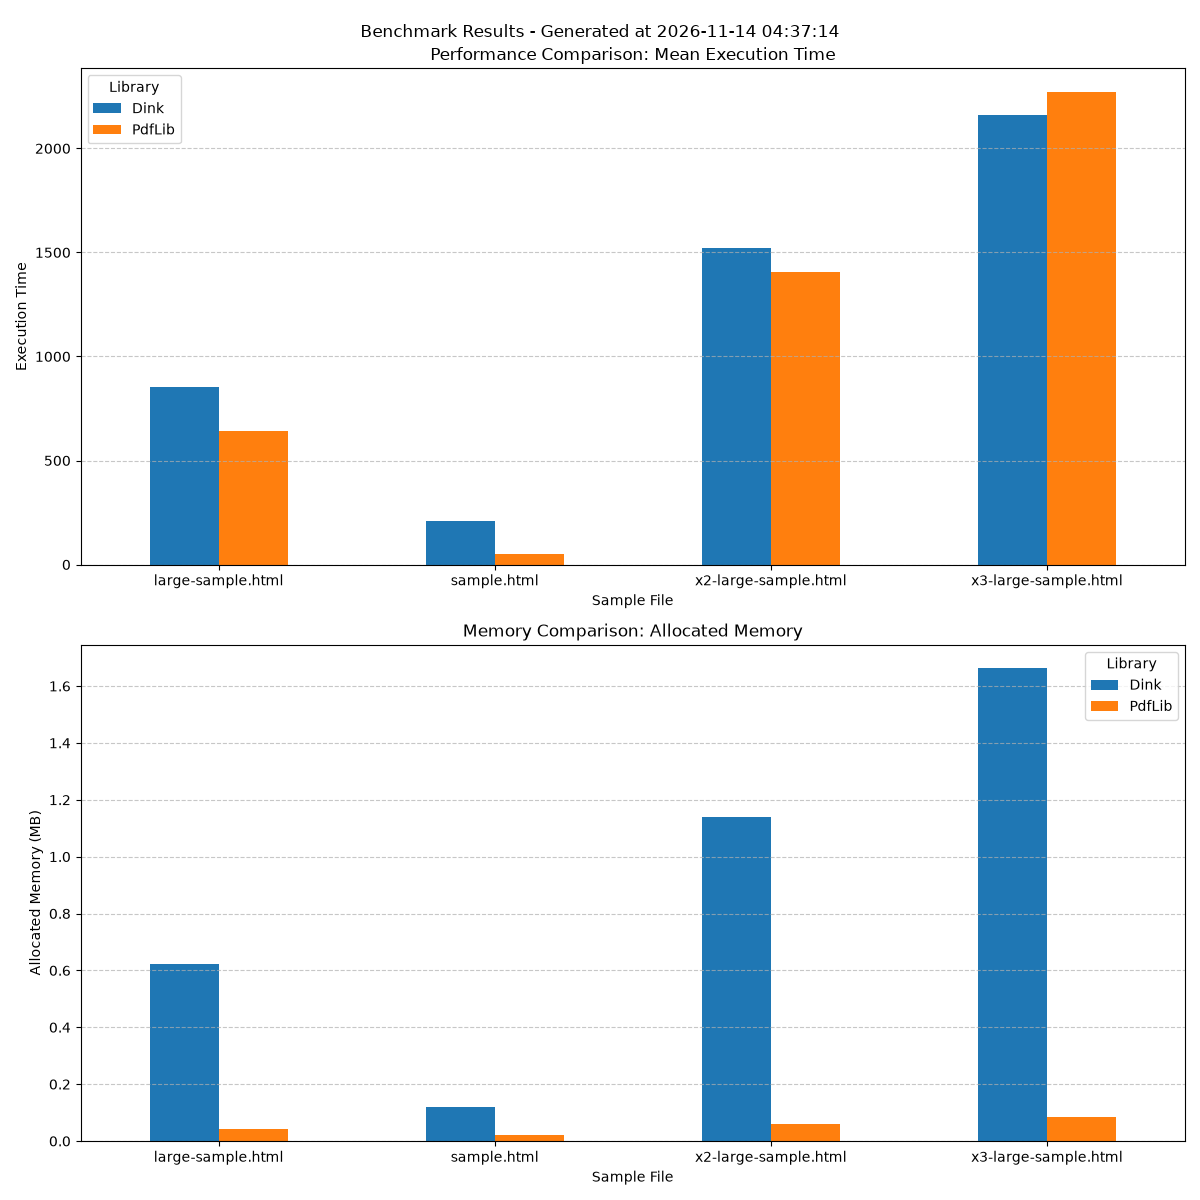 Benchmark Results - Generated at 2026-11-14 04:37:14
Performance Comparison: Mean Execution Time
Library
Dink
PdfLib
Execution Time
2000
1500
1000
500
0
large-sample.html
sample.html
x2-large-sample.html
x3-large-sample.html
Sample File
Memory Comparison: Allocated Memory
Library
Dink
PdfLib
Allocated Memory (MB)
1.6
1.4
1.2
1.0
0.8
0.6
0.4
0.2
0.0
large-sample.html
sample.html
x2-large-sample.html
x3-large-sample.html
Sample File